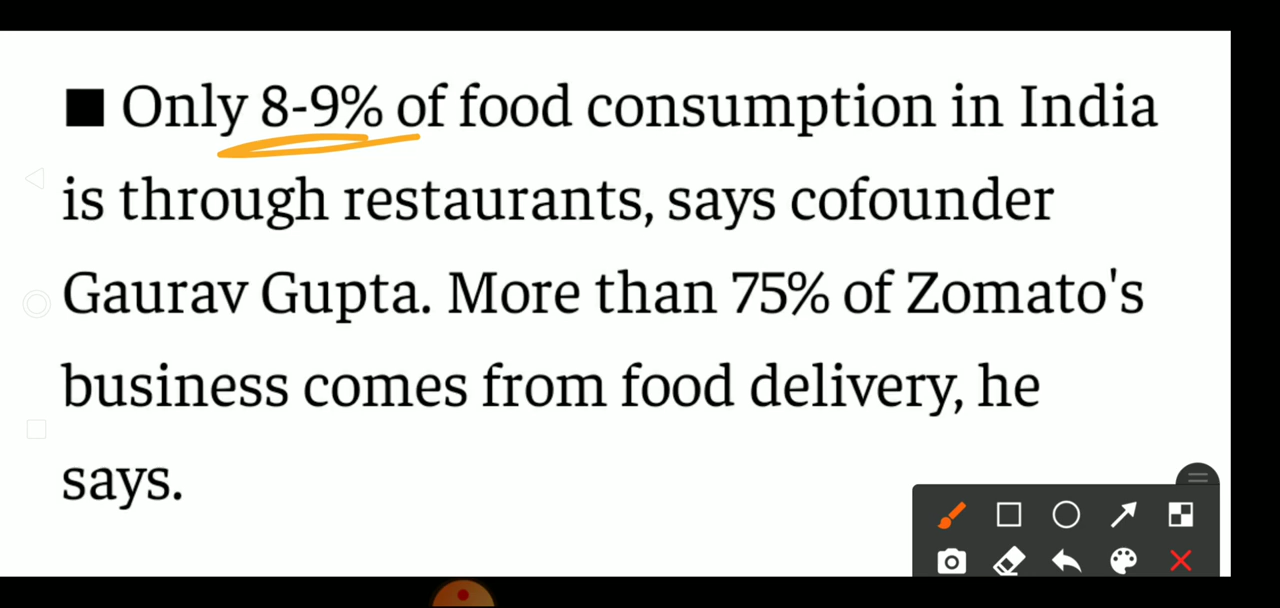 ■ Only 8-9% of food consumption in India
is through restaurants, says cofounder
Gaurav Gupta. More than 75% of Zomato's
business comes from food delivery, he
says.